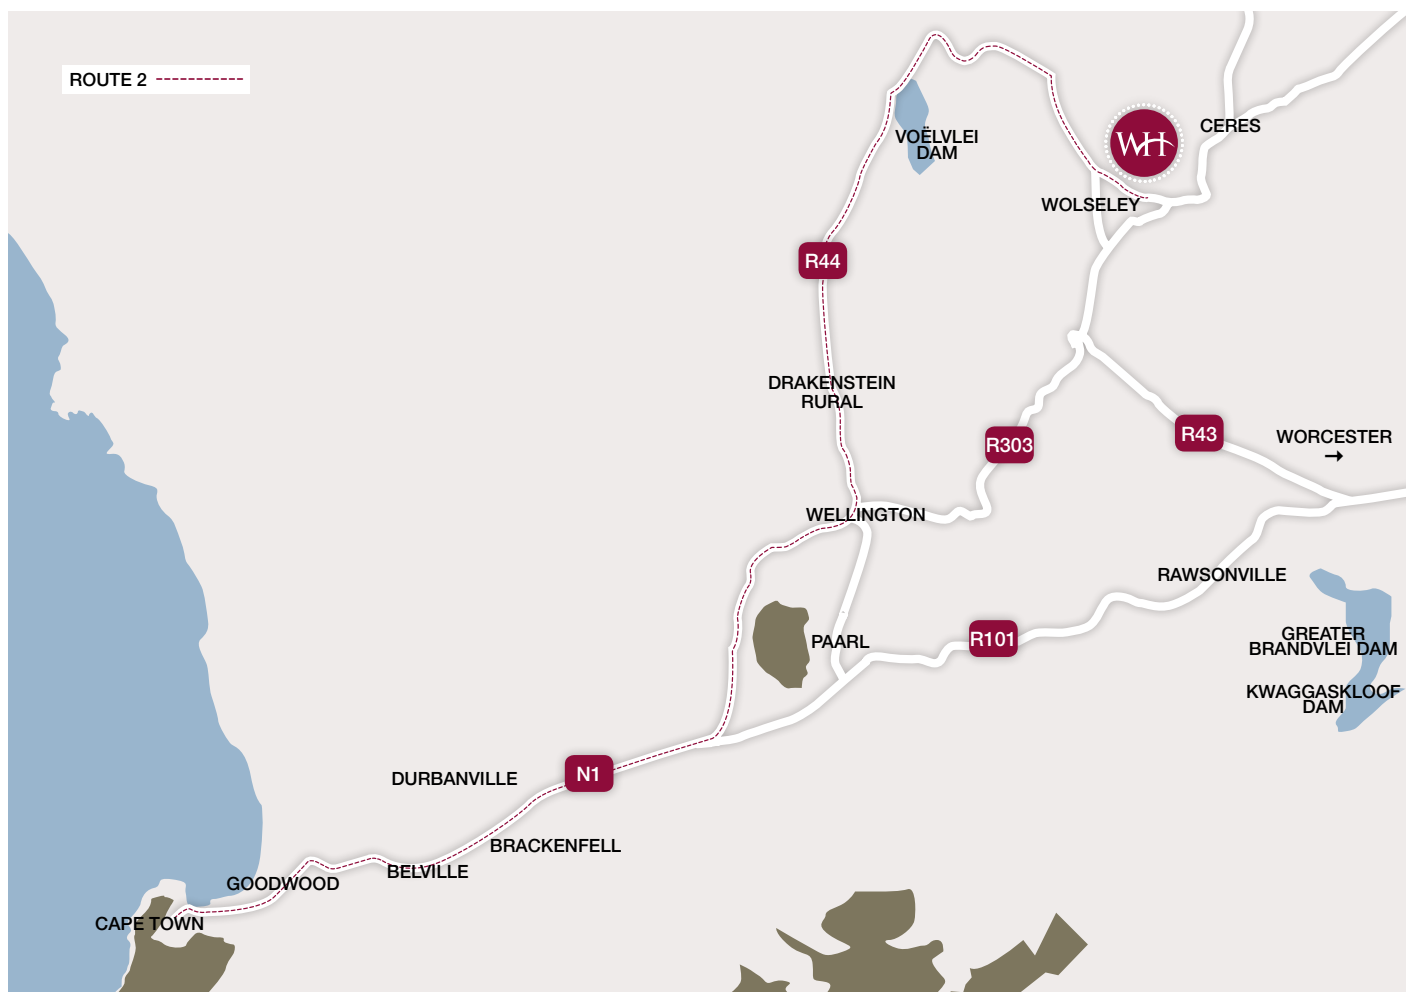 ROUTE 2
CERES
VOËLVLEI
DAM
WH
WOLSELEY
R44
DRAKENSTEIN
RURAL
R303
R43
WORCESTER
→
WELLINGTON
RAWSONVILLE
PAARL
R101
GREATER
BRANDVLEI DAM
KWAGGASKLOOF
DAM
N1
DURBANVILLE
BRACKENFELL
BELVILLE
GOODWOOD
CAPE TOWN